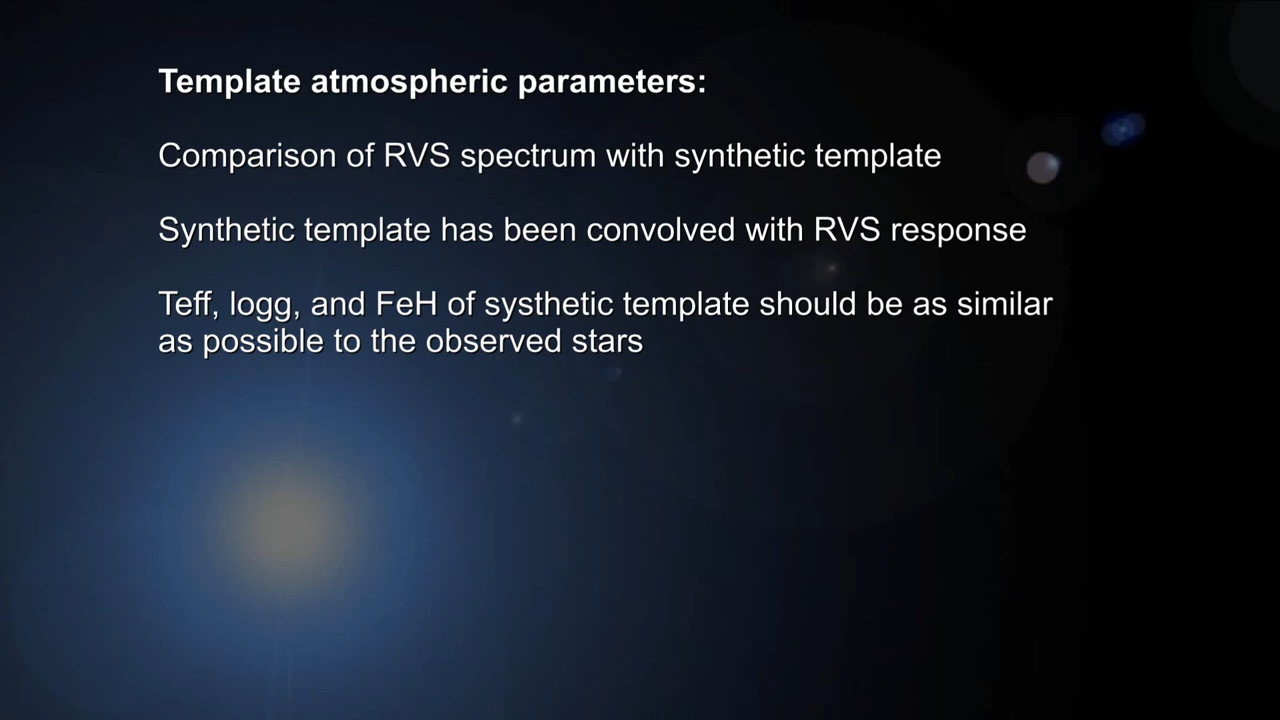 Template atmospheric parameters:
Comparison of RVS spectrum with synthetic template
Synthetic template has been convolved with RVS response
Teff, logg, and FeH of systhetic template should be as similar
as possible to the observed stars